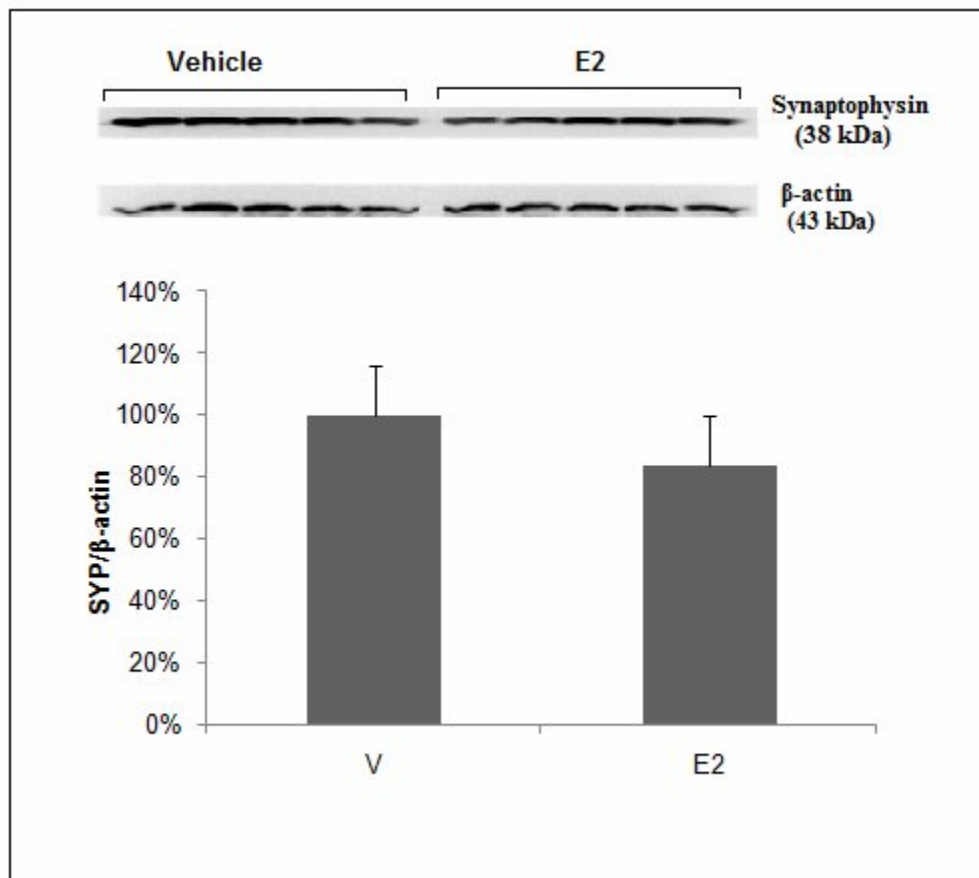 Vehicle
E2
Synaptophysin
(38 kDa)
β-actin
(43 kDa)
140%
120%
100%
80%
60%
40%
20%
0%
SYP/β-actin
V
E2